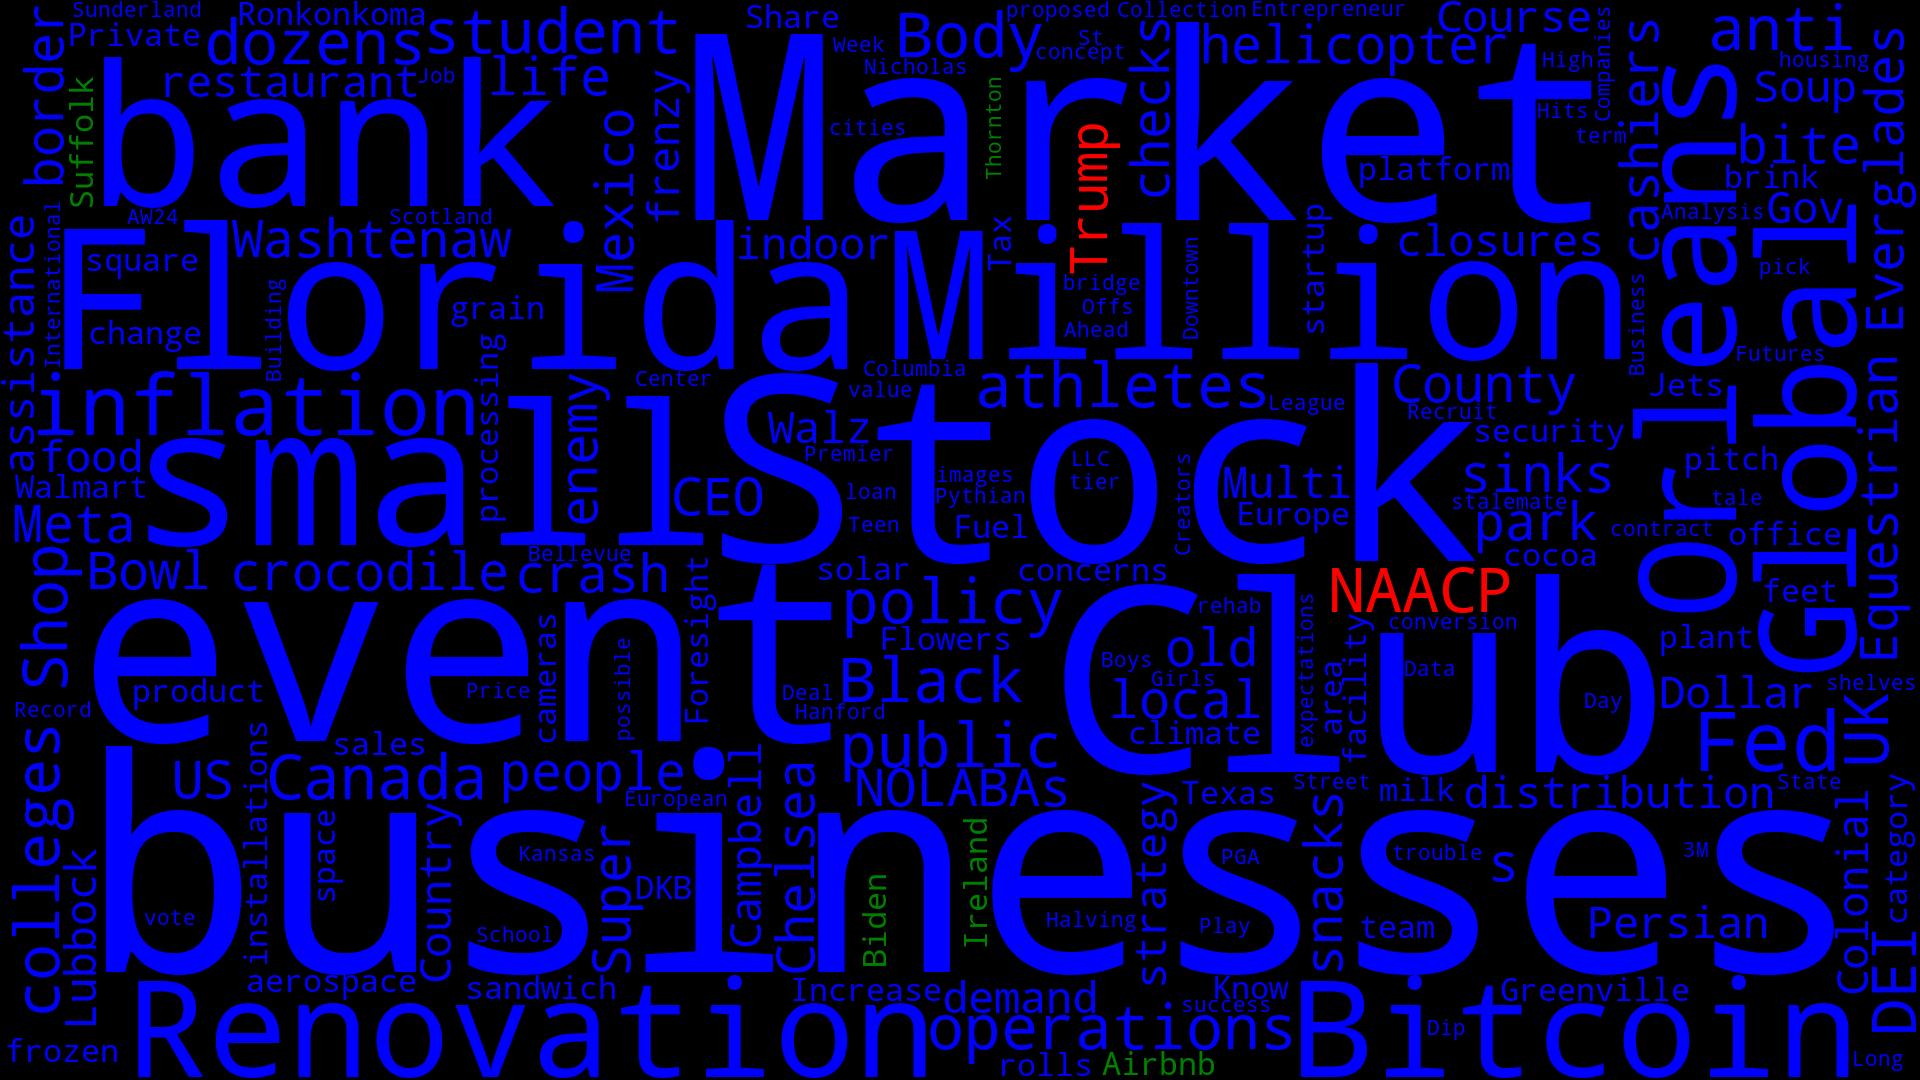 Sunderland
Ronkonkoma
Share
proposed
Collection
Entrepreneur
Course
anti
Private
dozens
student
Week
Body
St
concept
helicopter
High
housing
border
restaurant
Job
life
Nicholas
checks
Companies
cashiers
Soup
Everglades
Suffolk
bank
Mexico
frenzy
Market
cities
Thornton
Trump
Hits
term
bite
platform
orleans
brink
assistance
International
AW24
Scotland
Analysis
Gov
Global
Florida
Washtenaw
square
indoor
Million
Tax
closures
startup
pick
Building
grain
bridge
Offs
Downtown
Business
change
Ahead
Futures
inflation
processing
enemy
Center
Columbia
value
athletes
League
County
Jets
Recruit
Equestrian
food
small
Stock
Walz
security
Premier
LLC
pitch
Walmart
CEO
loan
images
tier
Creators
Multi
sinks
Meta
Pythian
stalemate
tale
Teen
Fuel
Europe
park
contract
office
Shop
Bowl
Bellevue
crocodile
crash
Foresight
solar
concerns
cocoa
NAACP
feet
event
policy
Club
rehab
expectations
cameras
possible
Flowers
conversion
facility
plant
product
Price
Deal
Black
Boys
old
Girls
area
Data
Record
Hanford
local
Day
Dollar
shelves
colleges
installations
sales
public
climate
Fed
UK
US
Canada
people
European
Campbell
Chelsea
NOLABAs
strategy
Texas
Street
milk
distribution
State
businesses
Lubbock
space
Country
Kansas
Super
DKB
Biden
Ireland
PGA
snacks
trouble
s
3M
Colonial
category
vote
School
Halving
Play
team
Persian
DEI
aerospace
sandwich
Increase
demand
Know
success
Greenville
Renovation
operations
Bitcoin
Dip
frozen
rolls
Airbnb
Long